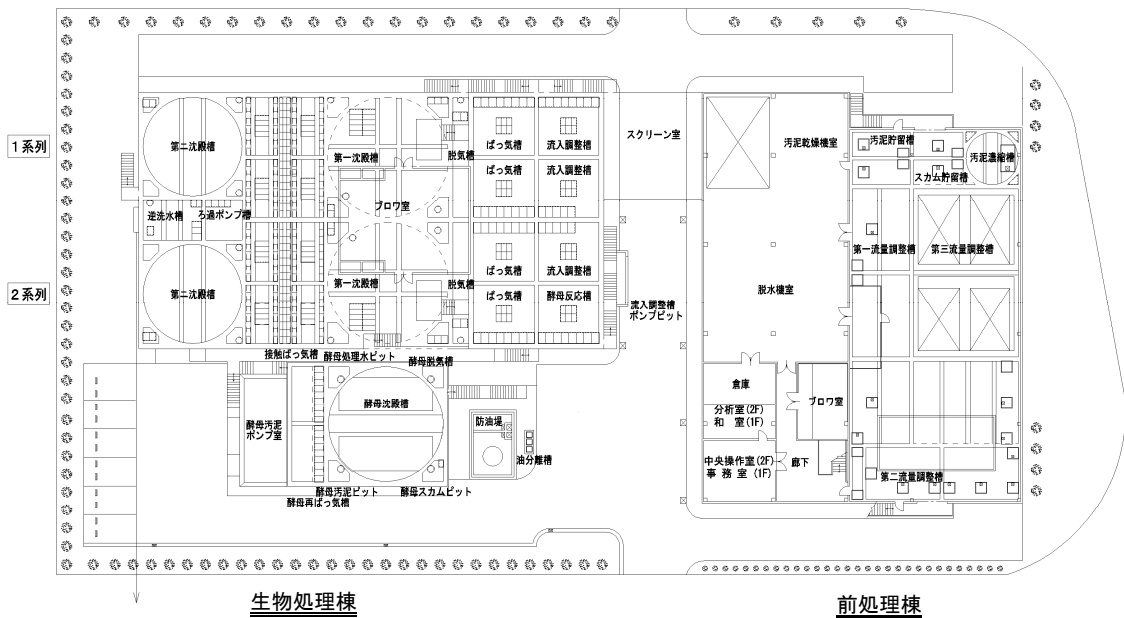 スクリーン室
汚泥乾燥機室
汚泥貯留槽
汚泥濃縮槽
スカム貯留槽
1系列
第二沈殿槽
第一沈殿槽
脱気槽
ばっ気槽
流入調整槽
ばっ気槽
流入調整槽
逆洗水槽
ろ過ポンプ槽
ブロワ室
第一流量調整槽
第三流量調整槽
ばっ気槽
流入調整槽
2系列
第二沈殿槽
第一沈殿槽
脱気槽
ばっ気槽
酵母反応槽
流入調整槽
ポンプピット
脱水機室
接触ばっ気槽
酵母処理水ピット
酵母脱気槽
倉庫
ブロワ室
分析室(2F)
和 室(1F)
酵母沈殿槽
酵母汚泥
ポンプ室
防油堤
油分離槽
中央操作室(2F)
事務室(1F)
廊下
第二流量調整槽
酵母汚泥ピット
酵母スカムピット
酵母再ばっ気槽
生物処理棟
前処理棟